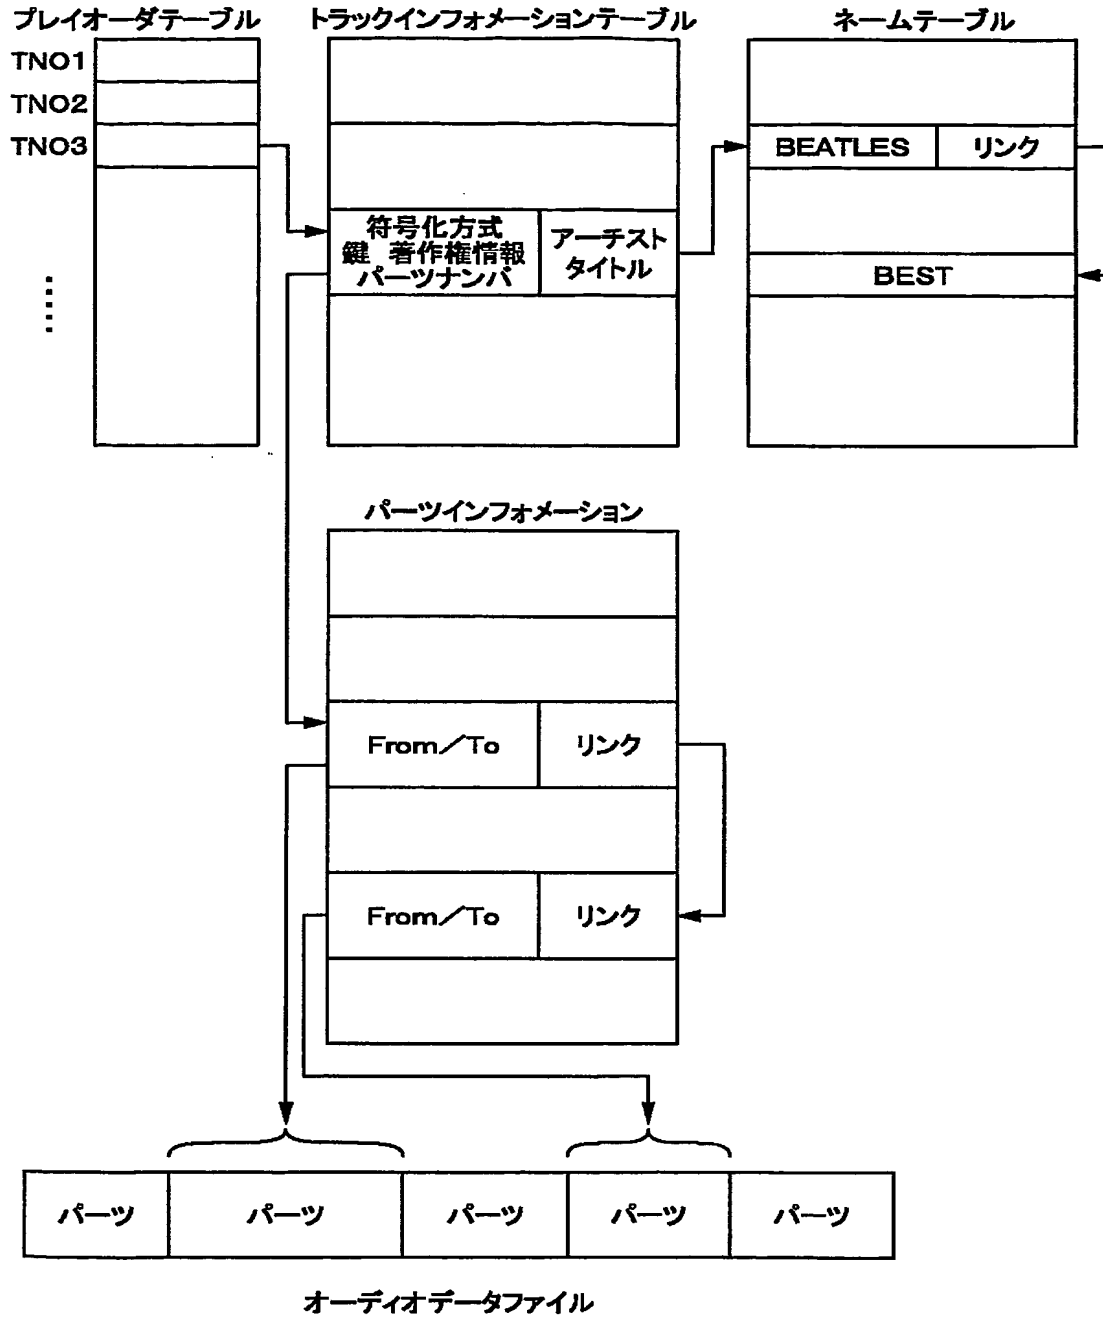 プレイオーダテーブル
トラックインフォメーションテーブル
ネームテーブル
TNO1
TNO2
TNO3
BEATLES
リンク
符号化方式
鍵 著作権情報
パーツナンバ
アーチスト
タイトル
BEST
パーツインフォメーション
From／To
リンク
From／To
リンク
パーツ
パーツ
パーツ
パーツ
パーツ
オーディオデータファイル